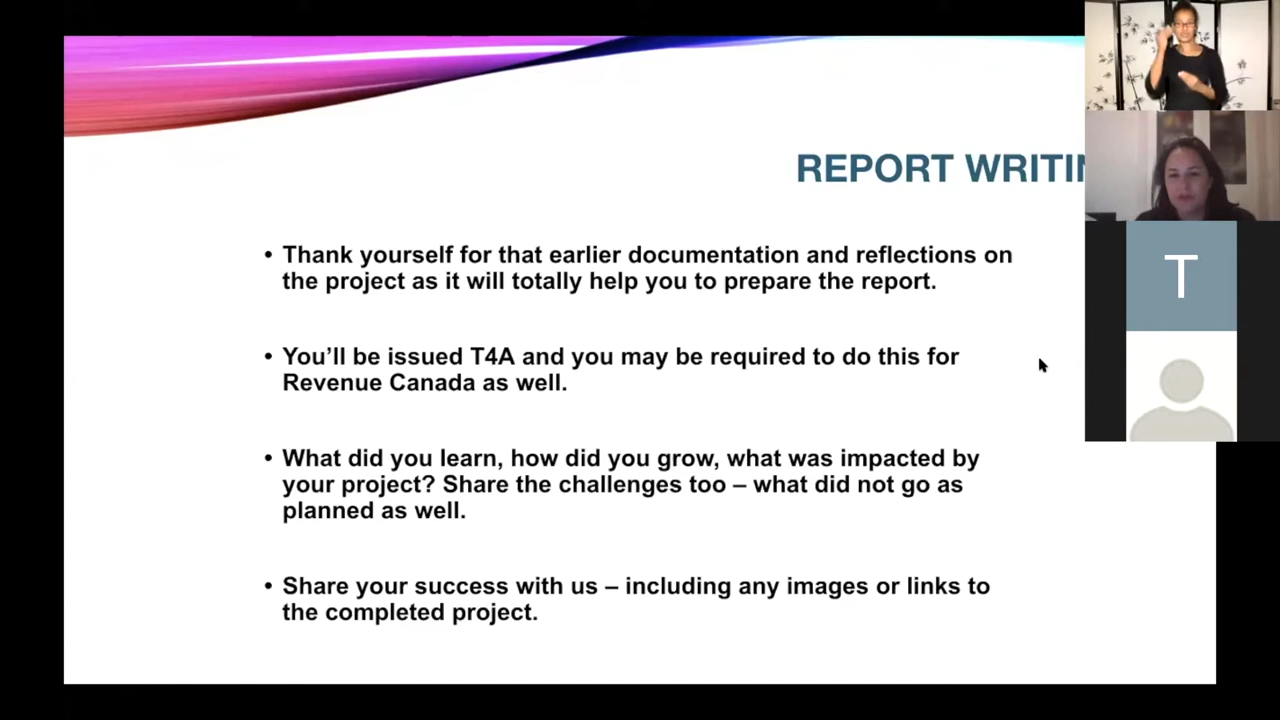 REPORT WRITI
• Thank yourself for that earlier documentation and reflections on
the project as it will totally help you to prepare the report.
• You’ll be issued T4A and you may be required to do this for
Revenue Canada as well.
• What did you learn, how did you grow, what was impacted by
your project? Share the challenges too – what did not go as
planned as well.
• Share your success with us – including any images or links to
the completed project.
T